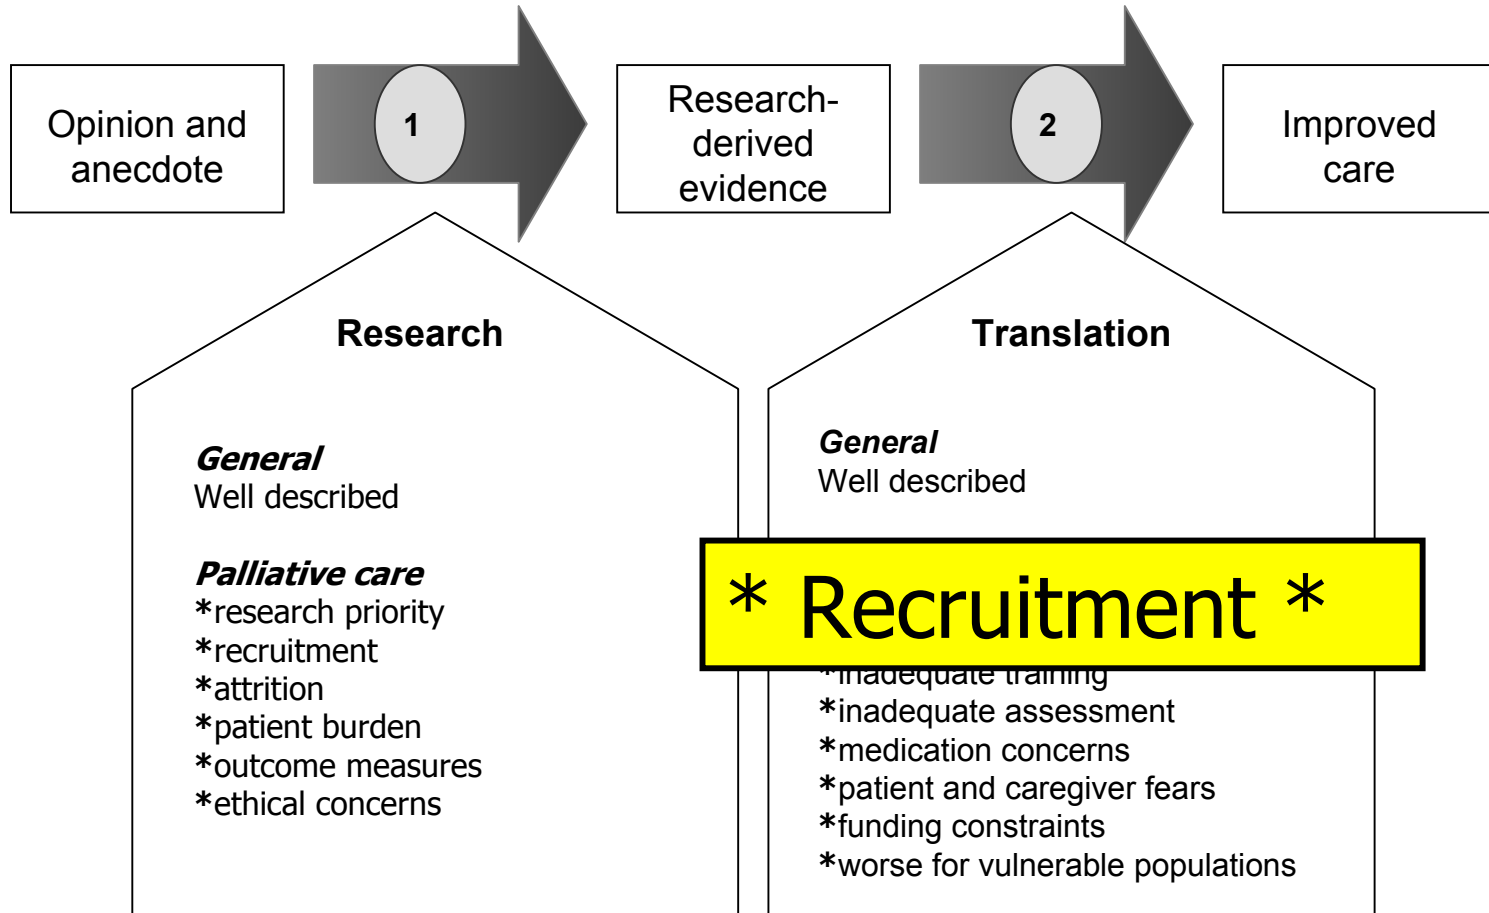 Opinion and
anecdote
1
Research-
derived
evidence
2
Improved
care
Research
General
Well described
Palliative care
*research priority
*recruitment
*attrition
*patient burden
*outcome measures
*ethical concerns
Translation
General
Well described
* Recruitment *
*inadequate training
*inadequate assessment
*medication concerns
*patient and caregiver fears
*funding constraints
*worse for vulnerable populations